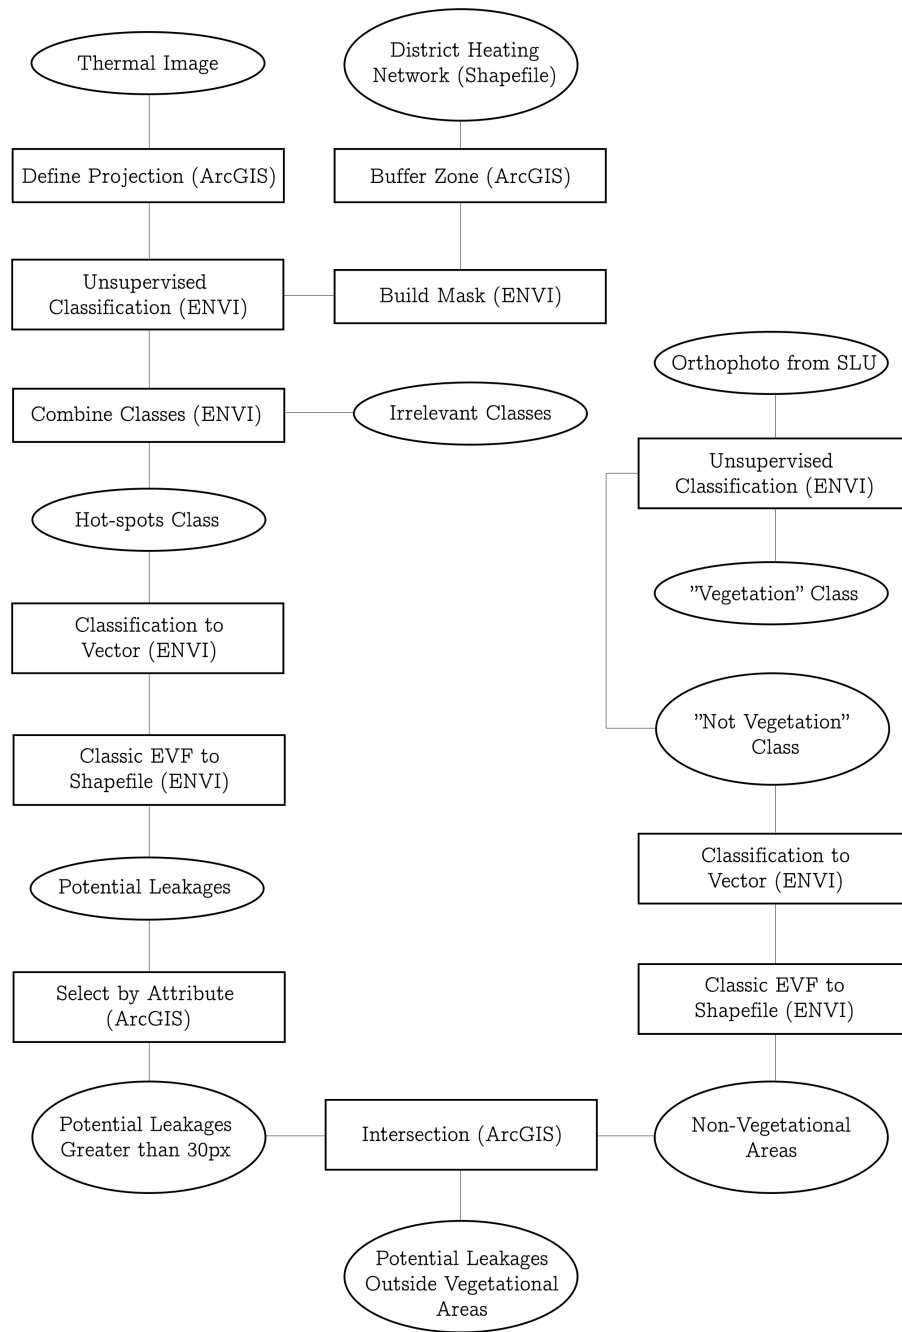 Thermal Image
District Heating
Network (Shapefile)
Define Projection (ArcGIS)
Buffer Zone (ArcGIS)
Unsupervised
Classification (ENVI)
Build Mask (ENVI)
Orthophoto from SLU
Combine Classes (ENVI)
Irrelevant Classes
Unsupervised
Classification (ENVI)
Hot-spots Class
"Vegetation" Class
Classification to
Vector (ENVI)
"Not Vegetation"
Class
Classic EVF to
Shapefile (ENVI)
Classification to
Vector (ENVI)
Potential Leakages
Select by Attribute
(ArcGIS)
Classic EVF to
Shapefile (ENVI)
Potential Leakages
Greater than 30px
Intersection (ArcGIS)
Non-Vegetational
Areas
Potential Leakages
Outside Vegetational
Areas